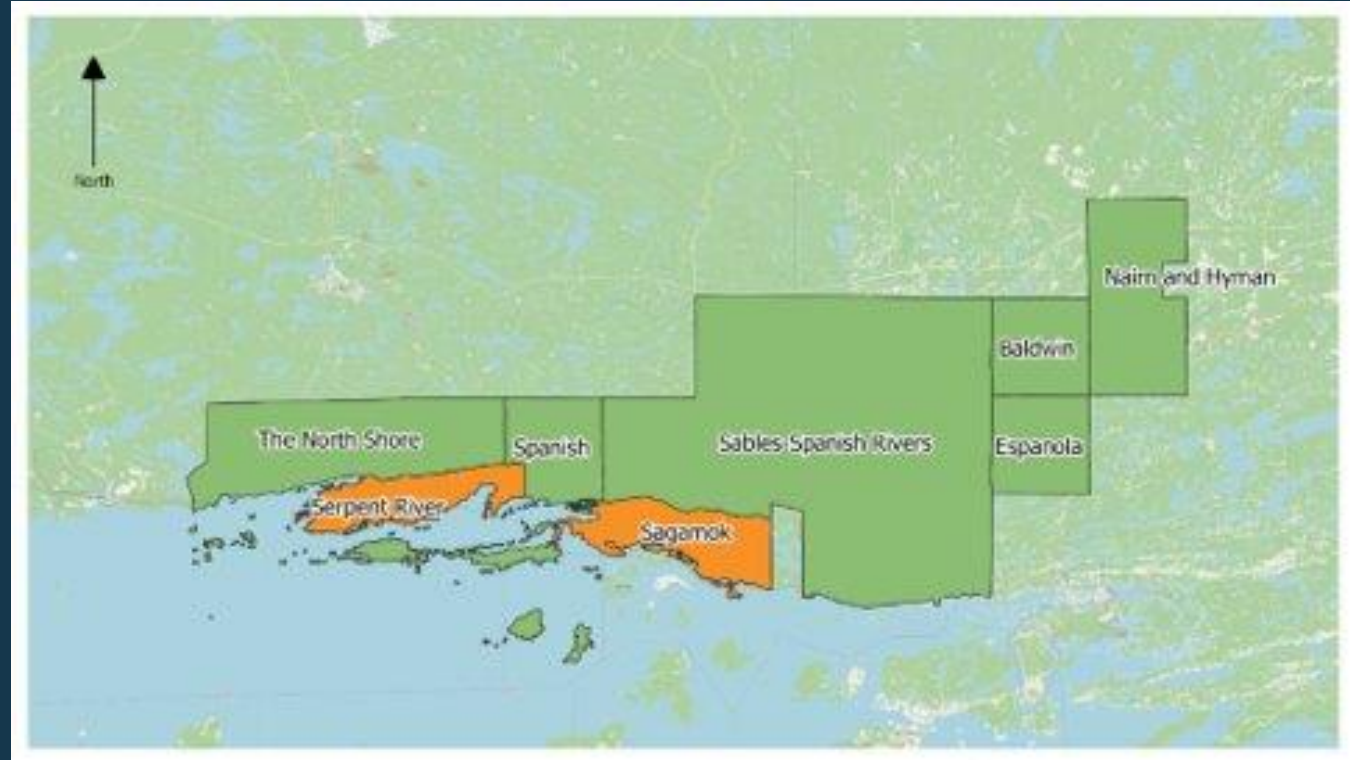 North
Nairn and Hyman
Baldwin
The North Shore
Spanish
Sables-Spanish Rivers
Espanola
Serpent River
Sagamok